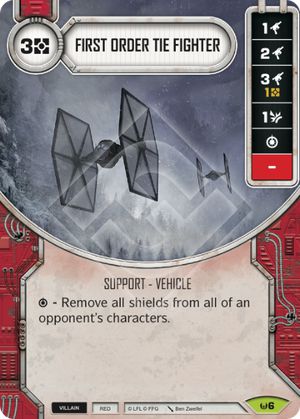 3
FIRST ORDER TIE FIGHTER
1
2
3
1
1
-
SUPPORT - VEHICLE
- Remove all shields from all of an
opponent's characters.
VILLAIN RED © LFL © FFG Ben Zweifel 6